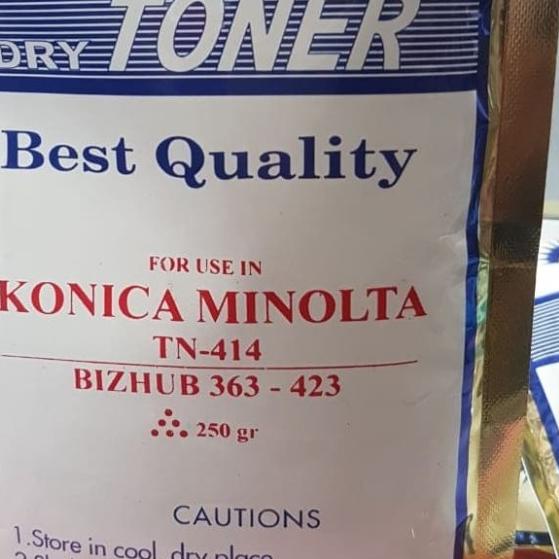 DRY TONER
Best Quality
FOR USE IN
KONICA MINOLTA
TN-414
BIZHUB 363 - 423
250 gr
CAUTIONS
1.Store in cool, dry place